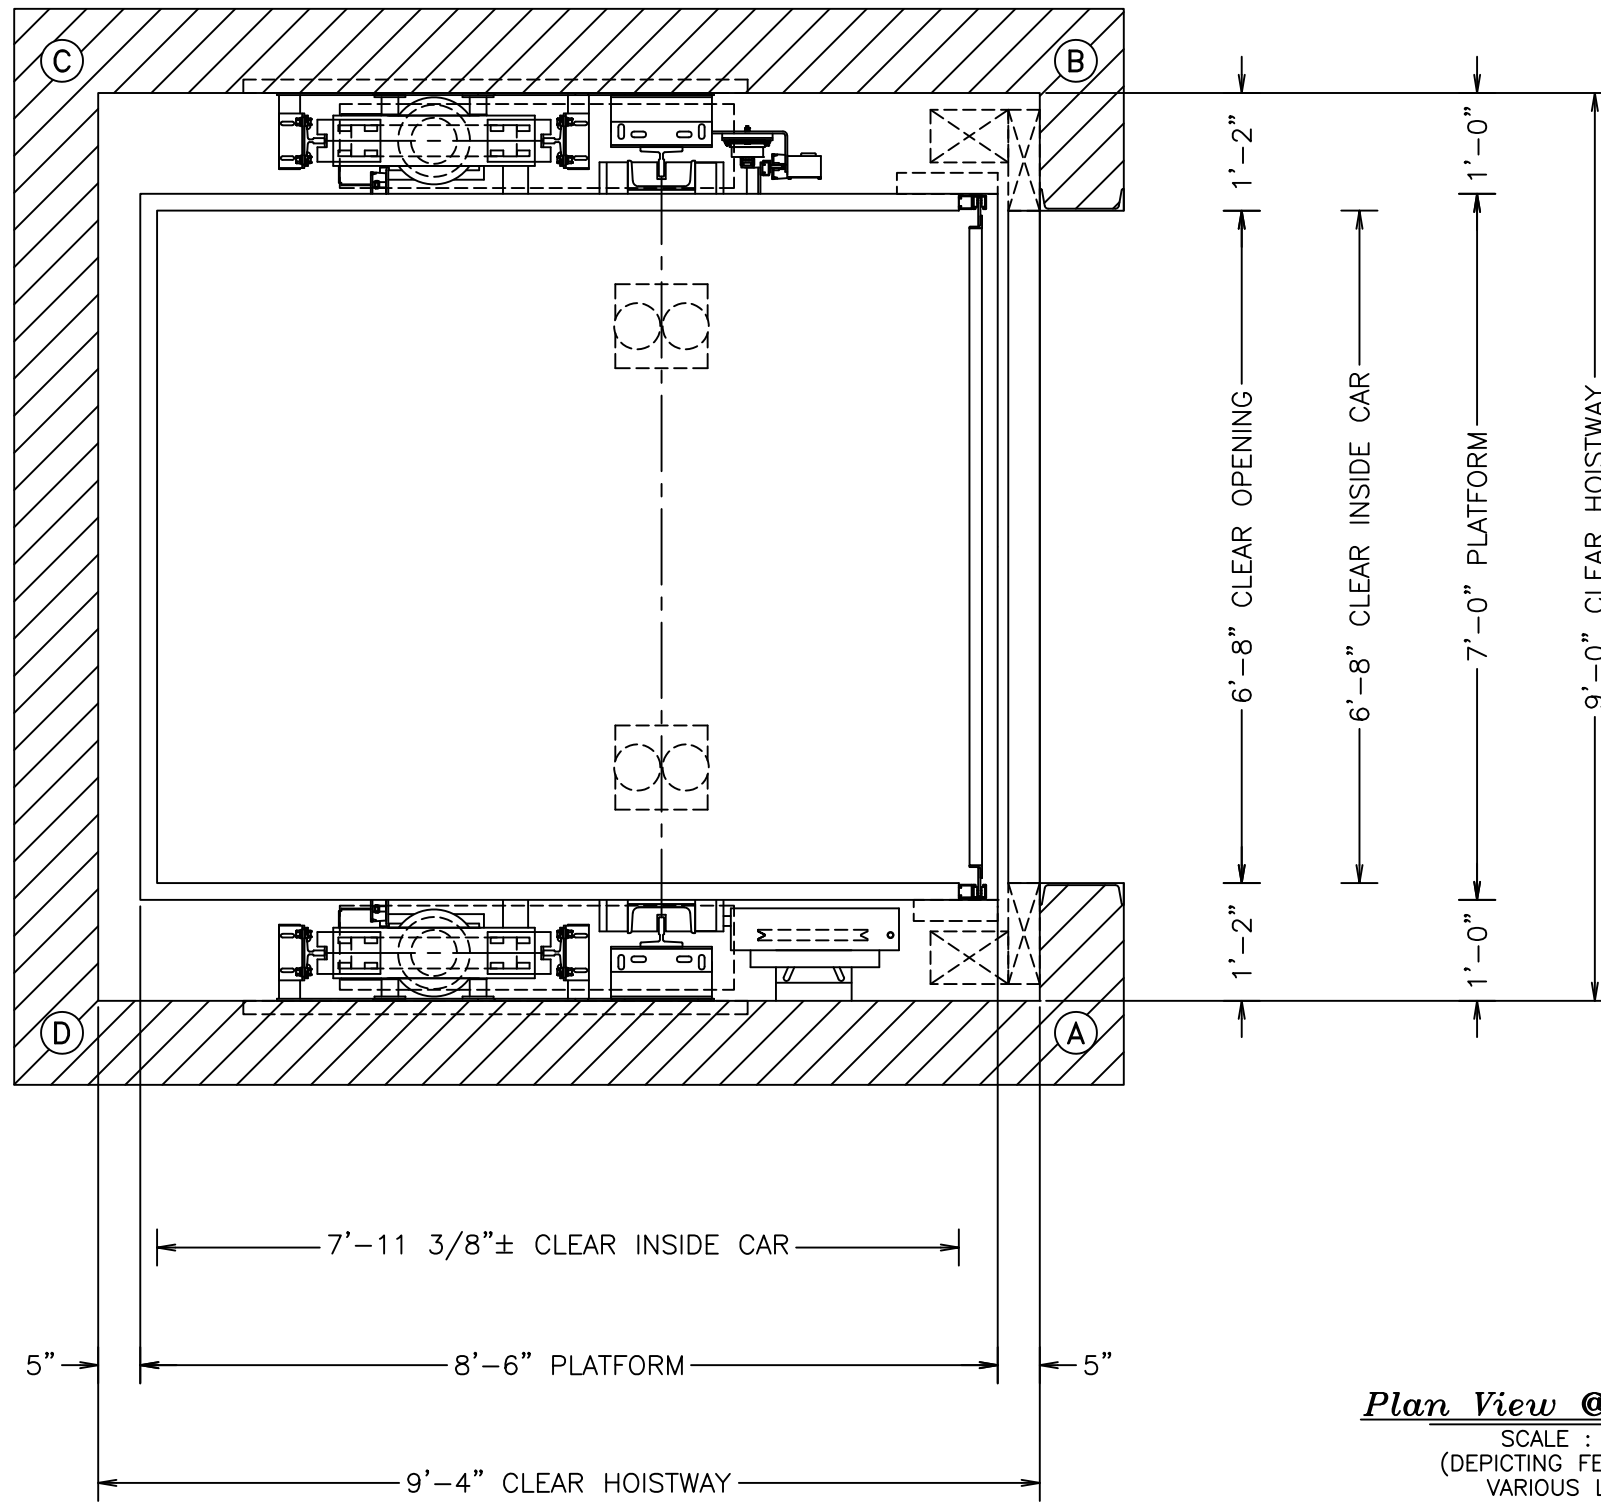 C
B
1'-2"
1'-0"
6'-8" CLEAR OPENING
6'-8" CLEAR INSIDE CAR
7'-0" PLATFORM
9'-0" CLEAR HOISTWAY
1'-2"
1'-0"
D
A
7'-11 3/8"± CLEAR INSIDE CAR
5"
8'-6" PLATFORM
5"
9'-4" CLEAR HOISTWAY
Plan View @
SCALE :
(DEPICTING FE
VARIOUS L